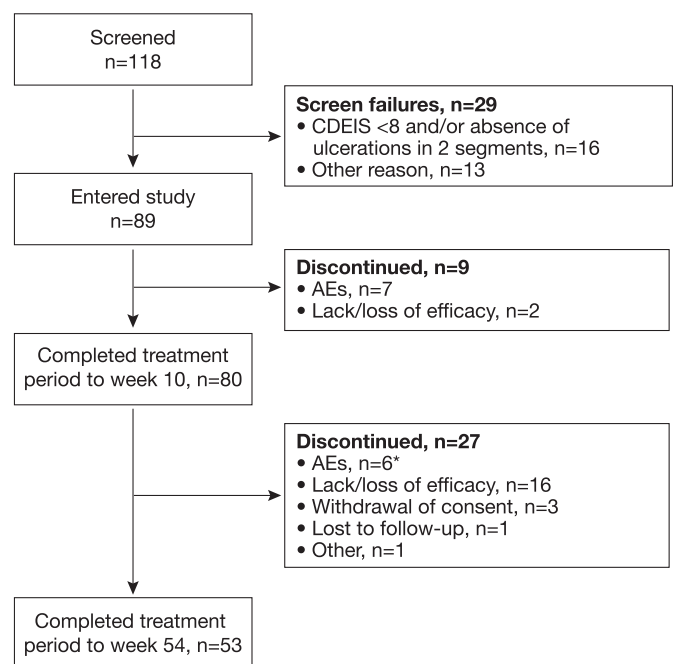 Screened
n=118
Screen failures, n=29
• CDEIS <8 and/or absence of
ulcerations in 2 segments, n=16
• Other reason, n=13
Entered study
n=89
Discontinued, n=9
• AEs, n=7
• Lack/loss of efficacy, n=2
Completed treatment
period to week 10, n=80
Discontinued, n=27
• AEs, n=6*
• Lack/loss of efficacy, n=16
• Withdrawal of consent, n=3
• Lost to follow-up, n=1
• Other, n=1
Completed treatment
period to week 54, n=53